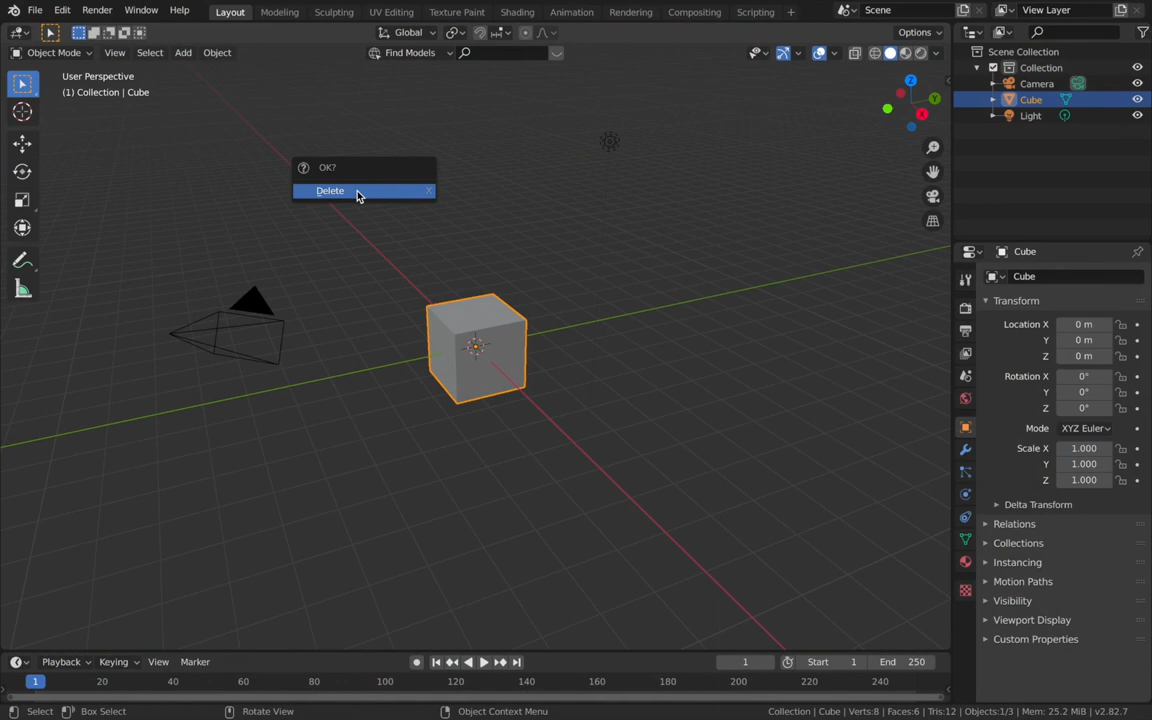 File Edit Render Window Help Layout Modeling Sculpting UV Editing Texture Paint Shading Animation Rendering Compositing Scripting + Scene View Layer
Global Options
Object Mode View Select Add Object Find Models
User Perspective
(1) Collection | Cube
OK?
Delete X
Z
Y
X
Scene Collection
Collection
Camera
Cube
Light
Cube
Cube
Transform
Location X 0 m
Y 0 m
Z 0 m
Rotation X 0°
Y 0°
Z 0°
Mode XYZ Euler
Scale X 1.000
Y 1.000
Z 1.000
Delta Transform
Relations
Collections
Instancing
Motion Paths
Visibility
Viewport Display
Custom Properties
Playback Keying View Marker 1 Start 1 End 250
1 20 40 60 80 100 120 140 160 180 200 220 240
Select Box Select Rotate View Object Context Menu Collection | Cube | Verts:8 | Faces:6 | Tris:12 | Objects:1/3 | Mem: 25.2 MiB | v2.82.7